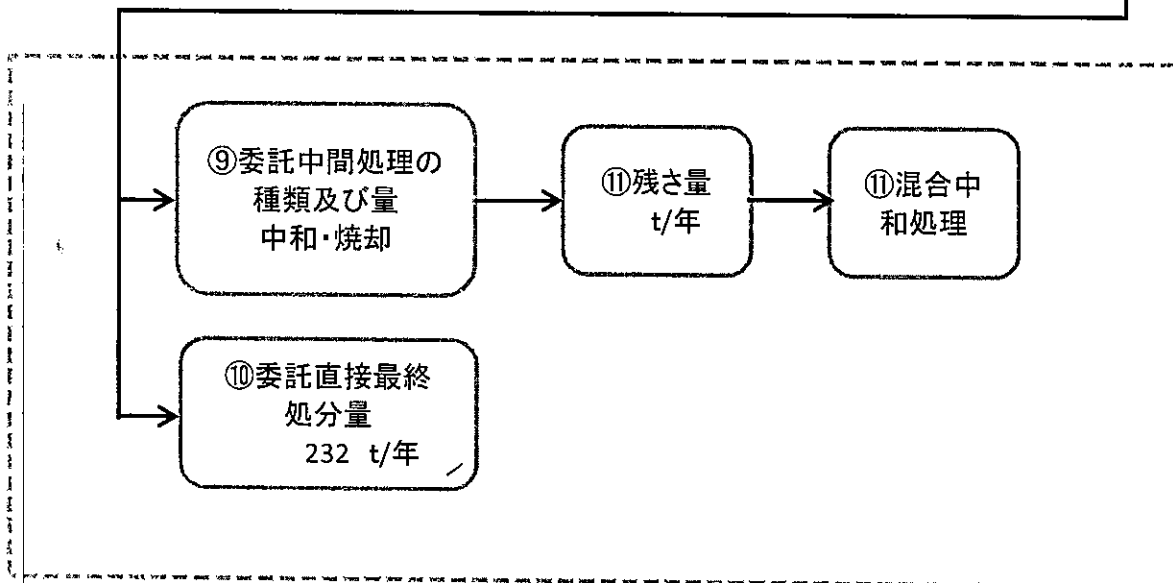 ⑨委託中間処理の
種類及び量
中和・焼却
⑪残さ量
t/年
⑪混合中
和処理
⑩委託直接最終
処分量
232 t/年